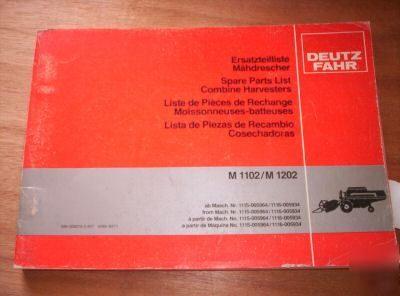 Ersatzteilliste
Mähdrescher
Spare Parts List
Combine Harvesters
Liste de Pièces de Rechange
Moissonneuses-batteuses
Lista de Piezas de Recambio
Cosechadoras
DEUTZ
FAHR
M 1102/M 1202
ab Masch. Nr. 1115-005964/1116-005934
from Mach. No. 1115-005964/1116-005934
à partir de Mach. No. 1115-005964/1116-005934
a partir de Maquina No. 1115-005964/1116-005934